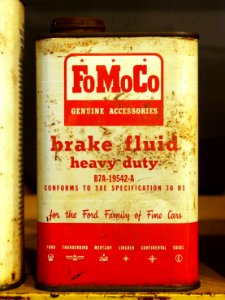 FoMoCo
GENUINE ACCESSORIES
brake fluid
heavy duty
B7A-19542-A
CONFORMS TO SAE SPECIFICATION 70 R1
for the Ford Family of Fine Cars
FORD THUNDERBIRD MERCURY LINCOLN CONTINENTAL EDSEL